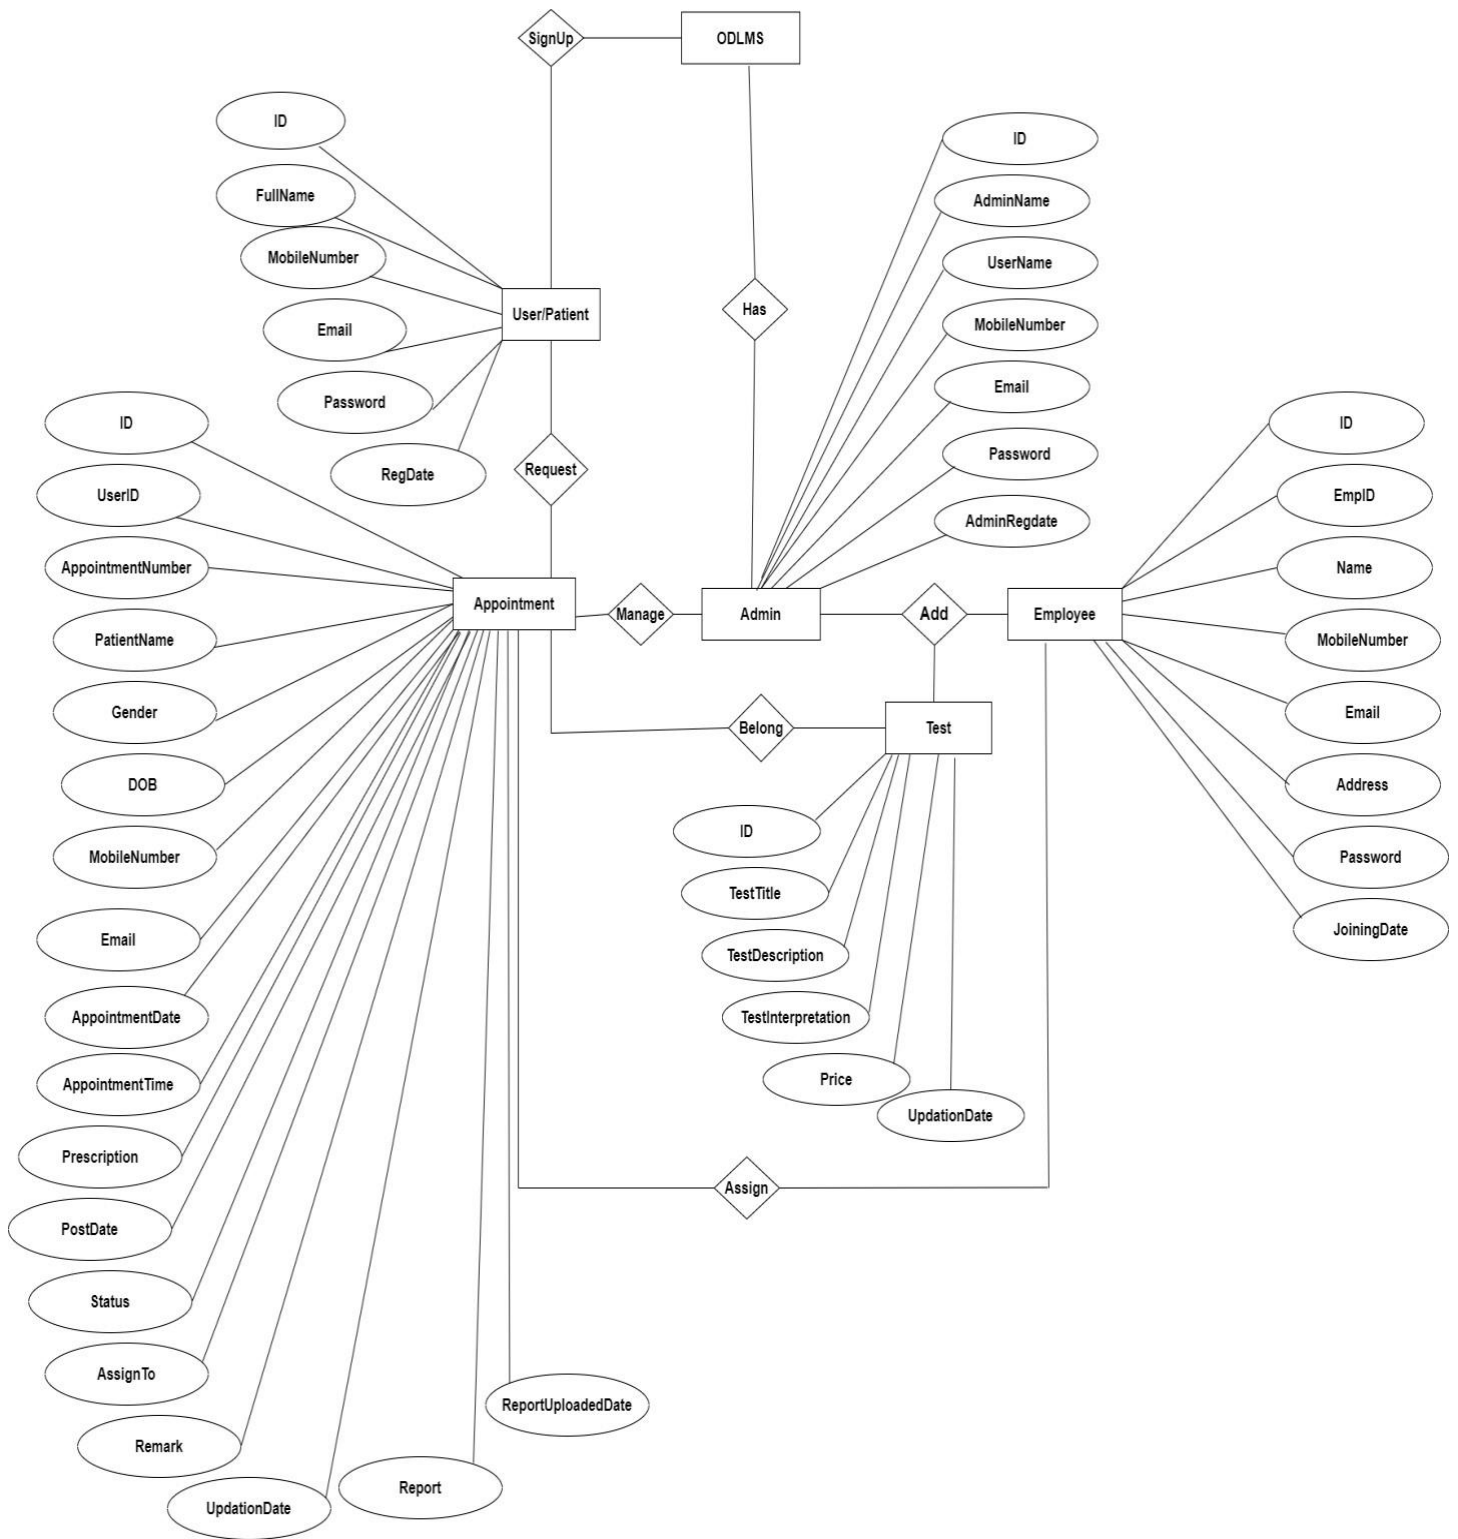 SignUp
ODLMS
ID
FullName
MobileNumber
Email
Password
RegDate
User/Patient
Has
Request
ID
AdminName
UserName
MobileNumber
Email
Password
AdminRegdate
ID
UserID
AppointmentNumber
PatientName
Gender
DOB
MobileNumber
Email
AppointmentDate
AppointmentTime
Prescription
PostDate
Status
AssignTo
Remark
UpdationDate
Report
ReportUploadedDate
Appointment
Manage
Admin
Add
Employee
ID
EmpID
Name
MobileNumber
Email
Address
Password
JoiningDate
Belong
Test
ID
TestTitle
TestDescription
TestInterpretation
Price
UpdationDate
Assign